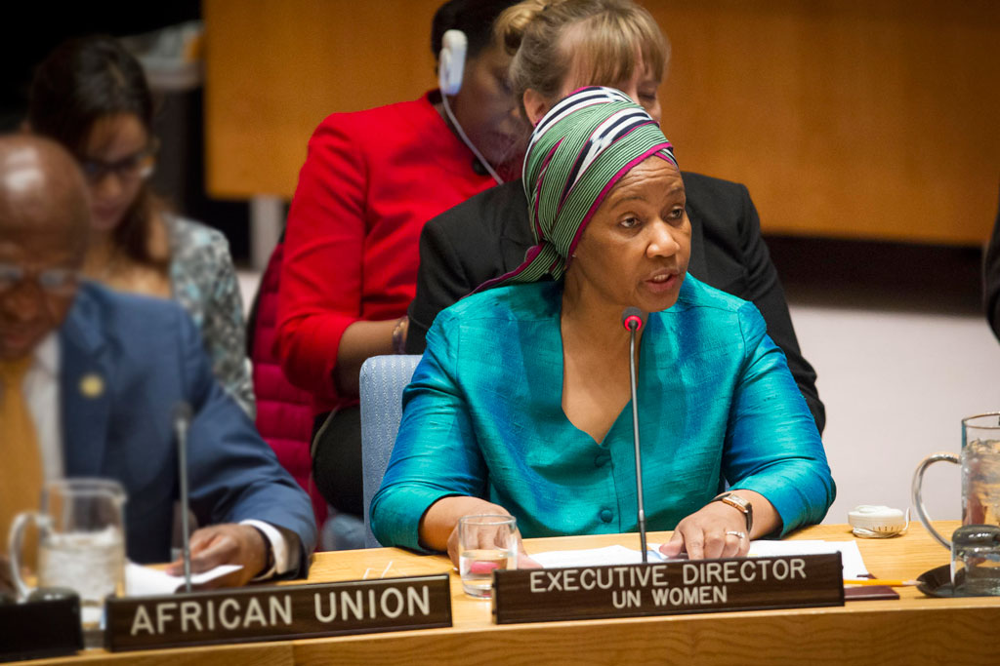 AFRICAN UNION
EXECUTIVE DIRECTOR
UN WOMEN